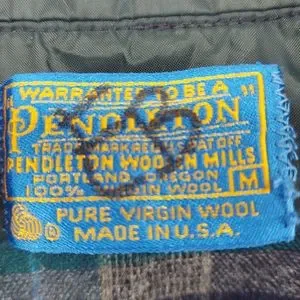 WARRANTED TO BE A
"PENDLETON"
TRADE MARK REG. U.S. PAT OFF
PENDLETON WOOLEN MILLS
PORTLAND, OREGON
100% VIRGIN WOOL M
PURE VIRGIN WOOL
MADE IN U.S.A.